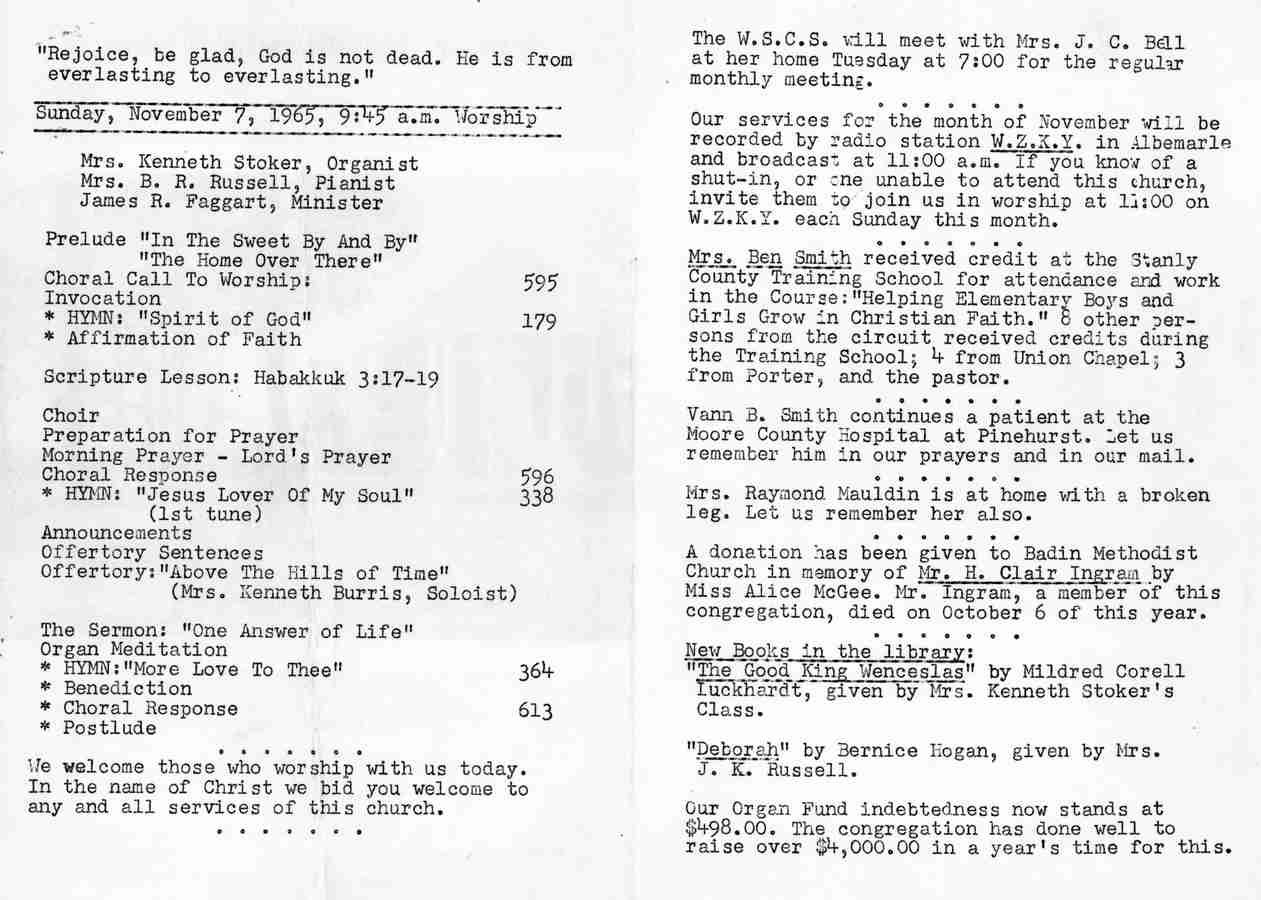 "Rejoice, be glad, God is not dead. He is from
everlasting to everlasting."
Sunday, November 7, 1965, 9:45 a.m. Worship
Mrs. Kenneth Stoker, Organist
Mrs. B. R. Russell, Pianist
James R. Faggart, Minister
Prelude "In The Sweet By And By"
"The Home Over There"
Choral Call To Worship: 595
Invocation
* HYMN: "Spirit of God" 179
* Affirmation of Faith
Scripture Lesson: Habakkuk 3:17-19
Choir
Preparation for Prayer
Morning Prayer - Lord's Prayer
Choral Response 596
* HYMN: "Jesus Lover Of My Soul" 338
(1st tune)
Announcements
Offertory Sentences
Offertory:"Above The Hills of Time"
(Mrs. Kenneth Burris, Soloist)
The Sermon: "One Answer of Life"
Organ Meditation
* HYMN:"More Love To Thee" 364
* Benediction
* Choral Response 613
* Postlude
. . . . . . .
We welcome those who worship with us today.
In the name of Christ we bid you welcome to
any and all services of this church.
. . . . . . .
The W.S.C.S. will meet with Mrs. J. C. Bell
at her home Tuesday at 7:00 for the regular
monthly meeting.
. . . . . . .
Our services for the month of November will be
recorded by radio station W.Z.K.Y. in Albemarle
and broadcast at 11:00 a.m. If you know of a
shut-in, or one unable to attend this church,
invite them to join us in worship at 11:00 on
W.Z.K.Y. each Sunday this month.
. . . . . . .
Mrs. Ben Smith received credit at the Stanly
County Training School for attendance and work
in the Course:"Helping Elementary Boys and
Girls Grow in Christian Faith." 8 other per-
sons from the circuit received credits during
the Training School; 4 from Union Chapel; 3
from Porter, and the pastor.
. . . . . . .
Vann B. Smith continues a patient at the
Moore County Hospital at Pinehurst. Let us
remember him in our prayers and in our mail.
. . . . . . .
Mrs. Raymond Mauldin is at home with a broken
leg. Let us remember her also.
. . . . . . .
A donation has been given to Badin Methodist
Church in memory of Mr. H. Clair Ingram by
Miss Alice McGee. Mr. Ingram, a member of this
congregation, died on October 6 of this year.
. . . . . . .
New Books in the library:
"The Good King Wenceslas" by Mildred Corell
Luckhardt, given by Mrs. Kenneth Stoker's
Class.
"Deborah" by Bernice Hogan, given by Mrs.
J. K. Russell.
Our Organ Fund indebtedness now stands at
$498.00. The congregation has done well to
raise over $4,000.00 in a year's time for this.